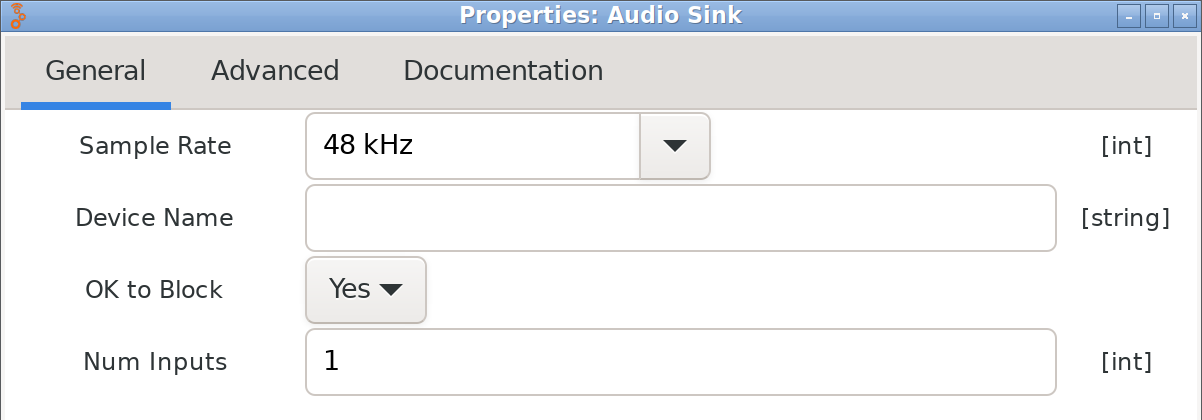 Properties: Audio Sink
General Advanced Documentation
Sample Rate 48 kHz [int]
Device Name [string]
OK to Block Yes
Num Inputs 1 [int]